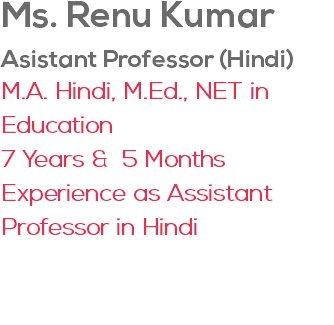 Ms. Renu Kumar
Asistant Professor (Hindi)
M.A. Hindi, M.Ed., NET in
Education
7 Years & 5 Months
Experience as Assistant
Professor in Hindi